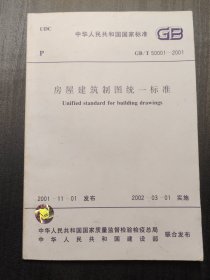 UDC
中华人民共和国国家标准 GB
P
GB/T 50001-2001
房屋建筑制图统一标准
Unified standard for building drawings
2001-11-01 发布
2002 03-01 实施
中华人民共和国国家质量监督检验检疫总局
中华人民共和国建设部
联合发布